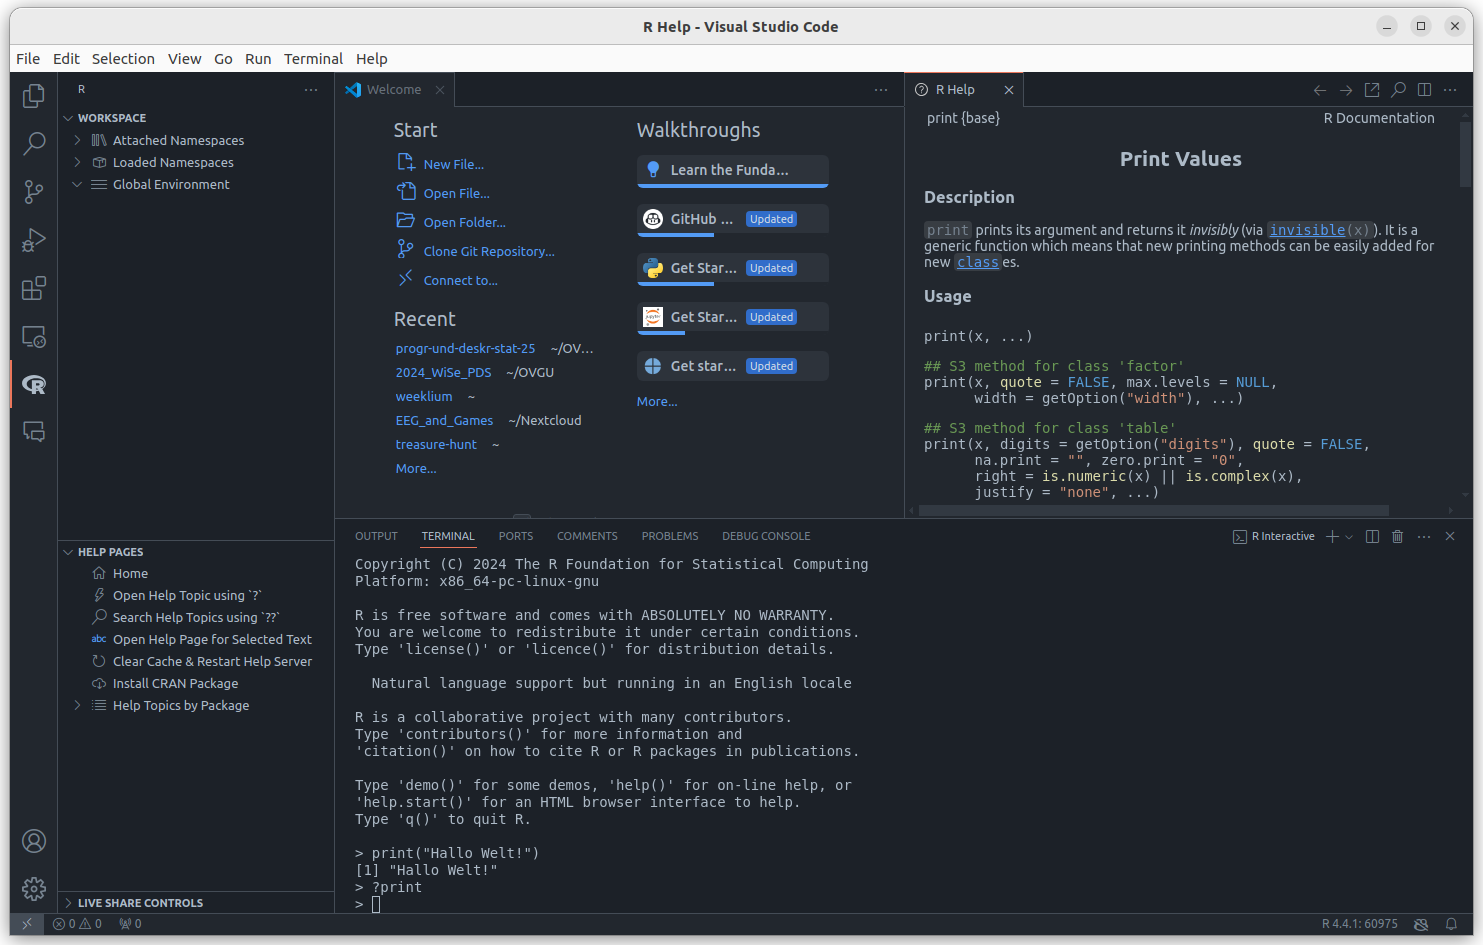 R Help - Visual Studio Code
File Edit Selection View Go Run Terminal Help
R
WORKSPACE
Attached Namespaces
Loaded Namespaces
Global Environment
HELP PAGES
Home
Open Help Topic using `?`
Search Help Topics using `??`
abc Open Help Page for Selected Text
Clear Cache & Restart Help Server
Install CRAN Package
Help Topics by Package
LIVE SHARE CONTROLS
Welcome
Start
New File...
Open File...
Open Folder...
Clone Git Repository...
Connect to...
Recent
progr-und-deskr-stat-25 ~/OV...
2024_WiSe_PDS ~/OVGU
weeklium ~
EEG_and_Games ~/Nextcloud
treasure-hunt ~
More...
Walkthroughs
Learn the Funda...
GitHub ... Updated
Get Star... Updated
Get Star... Updated
Get star... Updated
More...
R Help
print {base} R Documentation
Print Values
Description
print prints its argument and returns it invisibly (via invisible(x)). It is a
generic function which means that new printing methods can be easily added for
new classes.
Usage
print(x, ...)
## S3 method for class 'factor'
print(x, quote = FALSE, max.levels = NULL,
width = getOption("width"), ...)
## S3 method for class 'table'
print(x, digits = getOption("digits"), quote = FALSE,
na.print = "", zero.print = "0",
right = is.numeric(x) || is.complex(x),
justify = "none", ...)
OUTPUT TERMINAL PORTS COMMENTS PROBLEMS DEBUG CONSOLE
R Interactive
Copyright (C) 2024 The R Foundation for Statistical Computing
Platform: x86_64-pc-linux-gnu
R is free software and comes with ABSOLUTELY NO WARRANTY.
You are welcome to redistribute it under certain conditions.
Type 'license()' or 'licence()' for distribution details.
Natural language support but running in an English locale
R is a collaborative project with many contributors.
Type 'contributors()' for more information and
'citation()' on how to cite R or R packages in publications.
Type 'demo()' for some demos, 'help()' for on-line help, or
'help.start()' for an HTML browser interface to help.
Type 'q()' to quit R.
> print("Hallo Welt!")
[1] "Hallo Welt!"
> ?print
>
0 0 0
R 4.4.1: 60975